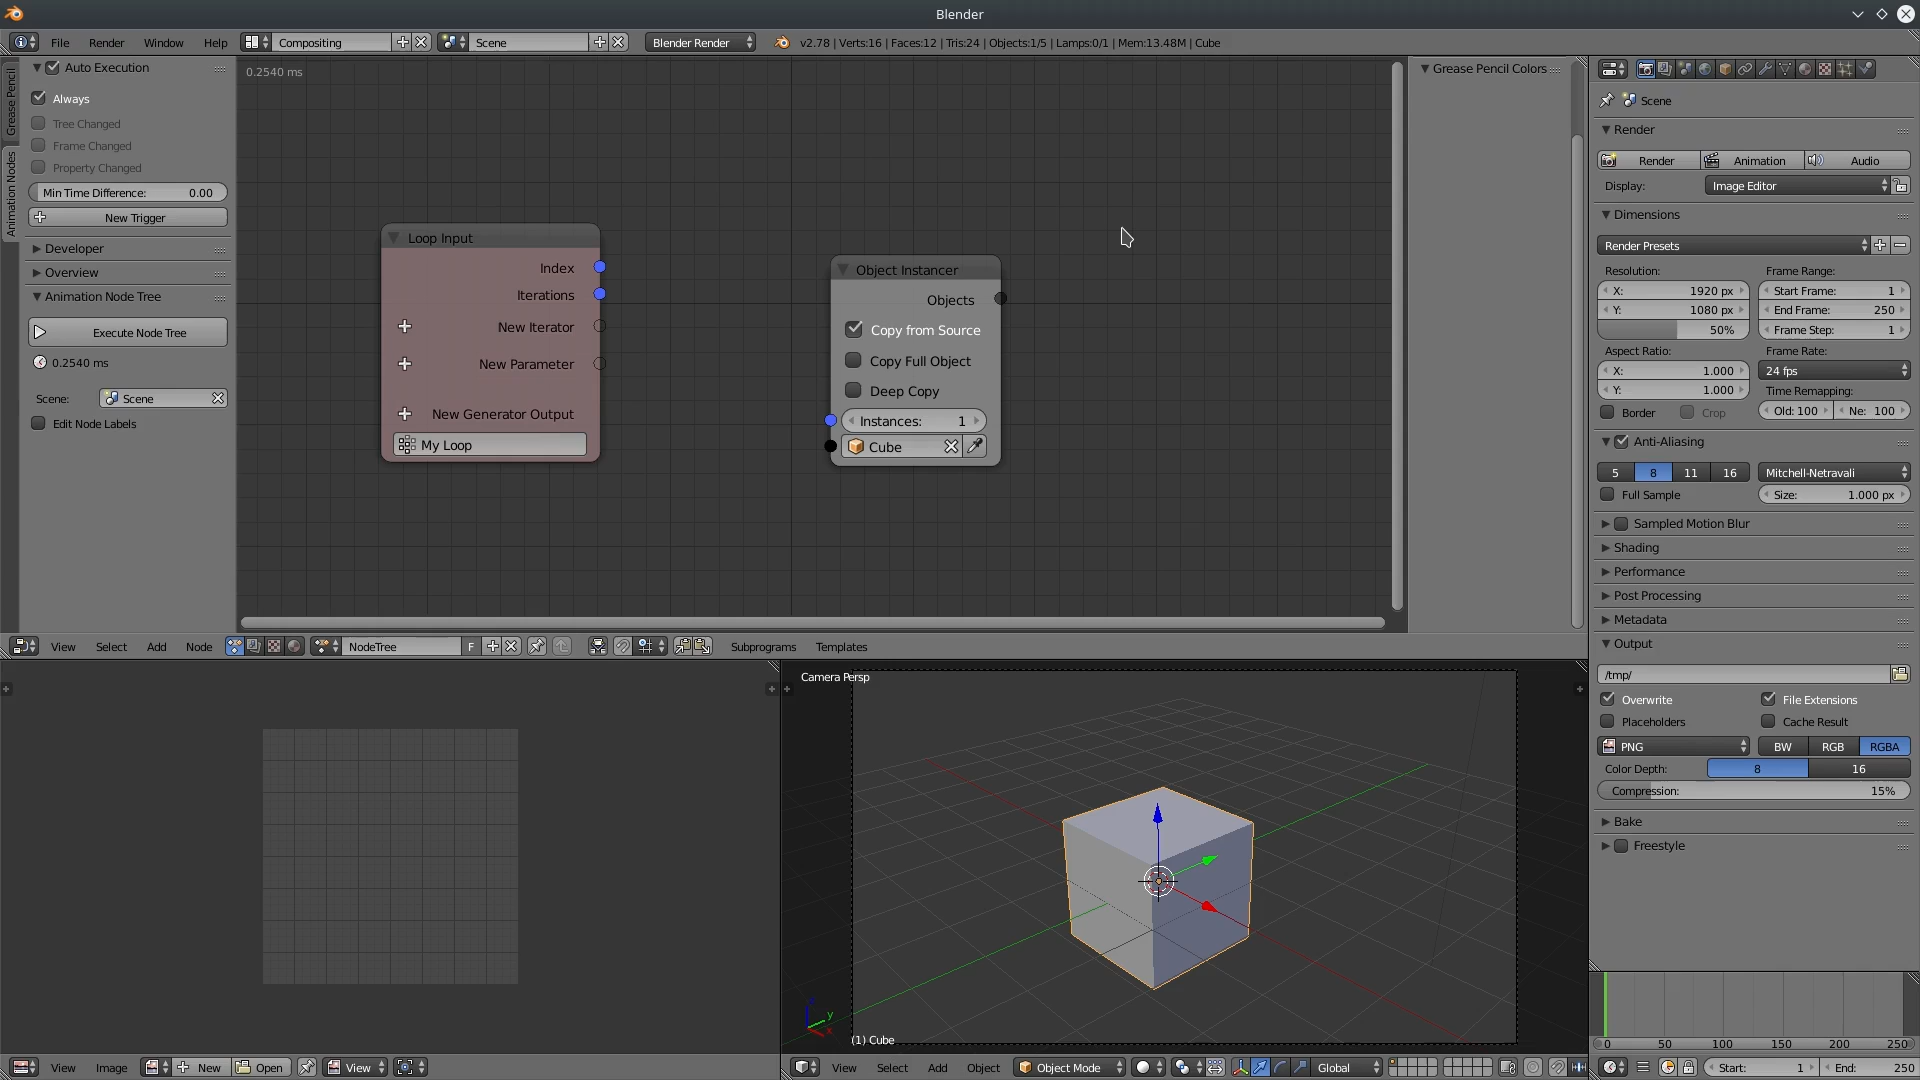 Blender
File Render Window Help Compositing Scene Blender Render v2.78 | Verts:16 | Faces:12 | Tris:24 | Objects:1/5 | Lamps:0/1 | Mem:13.48M | Cube
Grease Pencil
Animation Nodes
Auto Execution
Always
Tree Changed
Frame Changed
Property Changed
Min Time Difference: 0.00
New Trigger
Developer
Overview
Animation Node Tree
Execute Node Tree
0.2540 ms
Scene: Scene
Edit Node Labels
0.2540 ms
Loop Input
Index
Iterations
New Iterator
New Parameter
New Generator Output
My Loop
Object Instancer
Objects
Copy from Source
Copy Full Object
Deep Copy
Instances: 1
Cube
Grease Pencil Colors
View Select Add Node NodeTree F Subprograms Templates
Camera Persp
y
x
(1) Cube
View Image New Open View
View Select Add Object Object Mode Global
Scene
Render
Render Animation Audio
Display: Image Editor
Dimensions
Render Presets
Resolution: Frame Range:
X: 1920 px Start Frame: 1
Y: 1080 px End Frame: 250
50% Frame Step: 1
Aspect Ratio: Frame Rate:
X: 1.000 24 fps
Y: 1.000 Time Remapping:
Border Crop Old: 100 Ne: 100
Anti-Aliasing
5 8 11 16 Mitchell-Netravali
Full Sample Size: 1.000 px
Sampled Motion Blur
Shading
Performance
Post Processing
Metadata
Output
/tmp/
Overwrite File Extensions
Placeholders Cache Result
PNG BW RGB RGBA
Color Depth: 8 16
Compression: 15%
Bake
Freestyle
0 50 100 150 200 250
Start: 1 End: 250